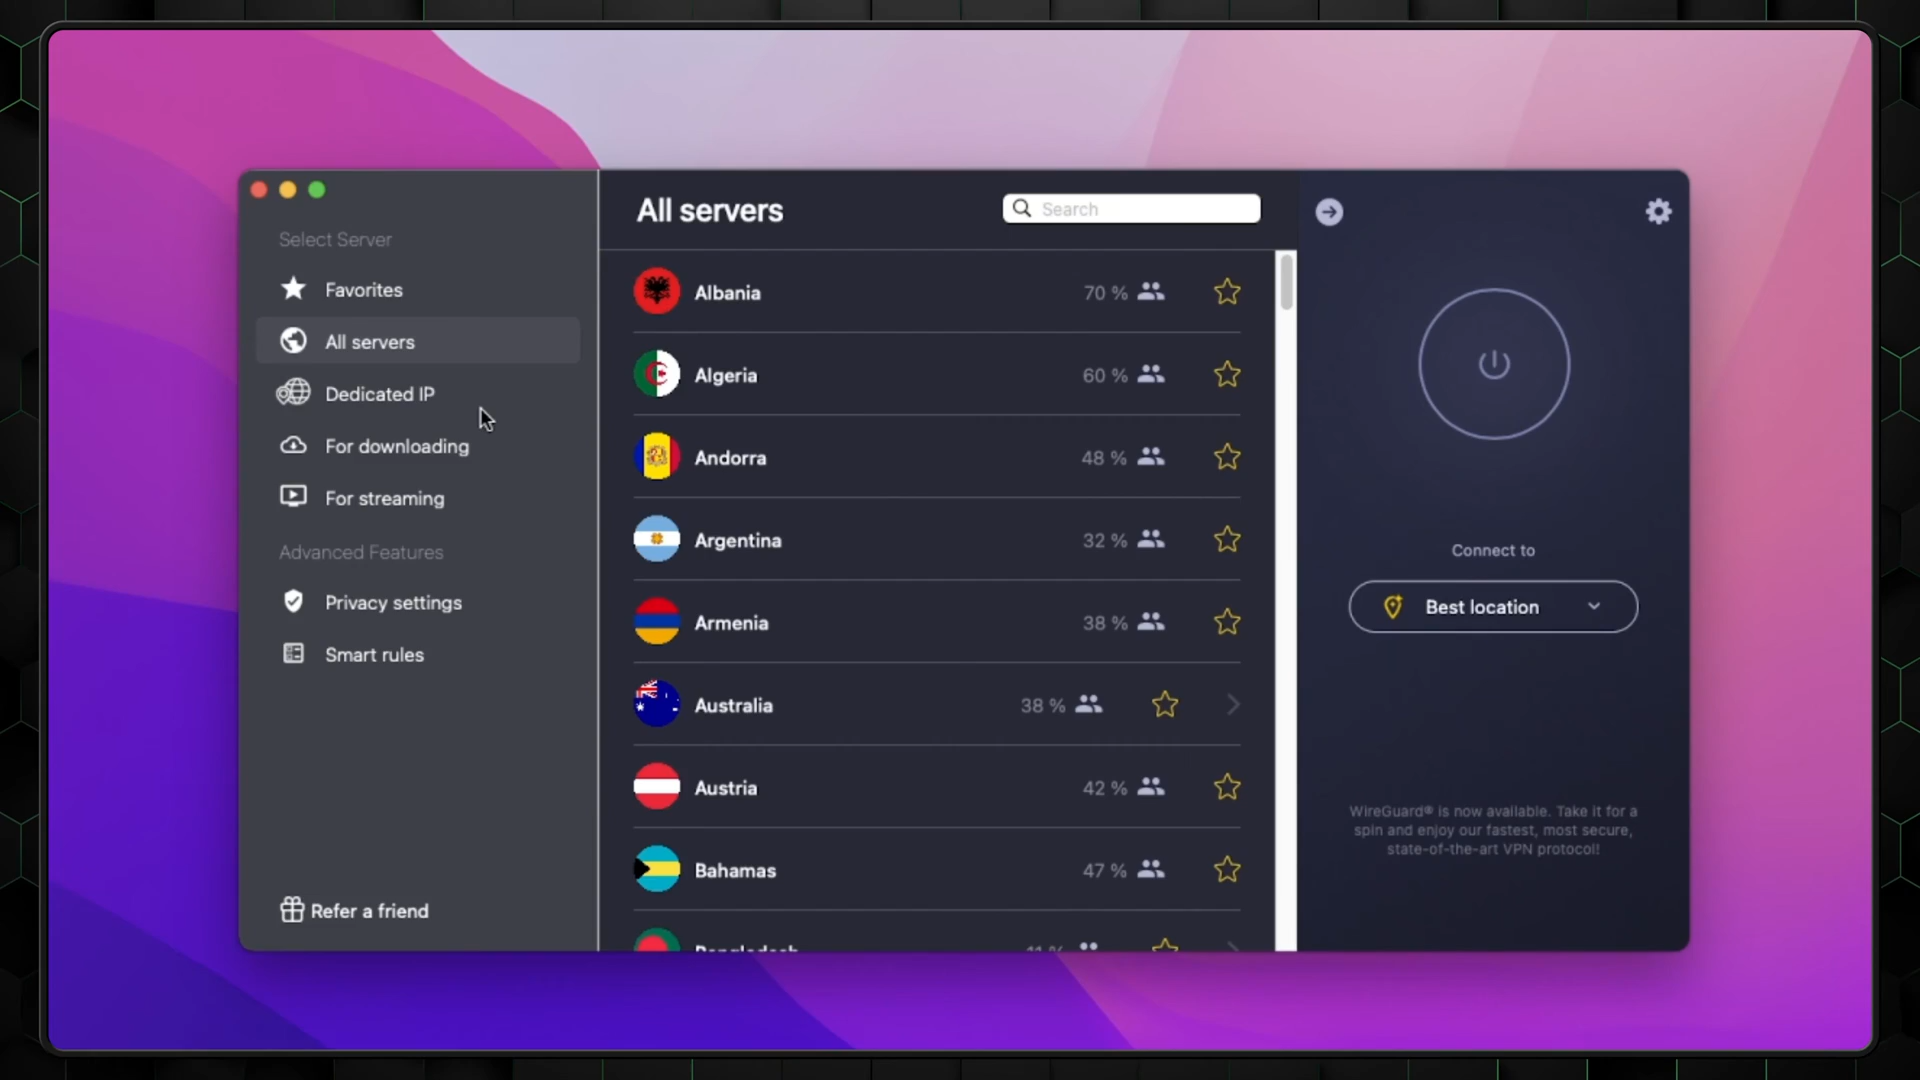 Select Server
Favorites
All servers
Dedicated IP
For downloading
For streaming
Advanced Features
Privacy settings
Smart rules
Refer a friend
All servers
Search
Albania 70 %
Algeria 60 %
Andorra 48 %
Argentina 32 %
Armenia 38 %
Australia 38 %
Austria 42 %
Bahamas 47 %
Bangladesh
Connect to
Best location
WireGuard® is now available. Take it for a
spin and enjoy our fastest, most secure,
state-of-the-art VPN protocol!